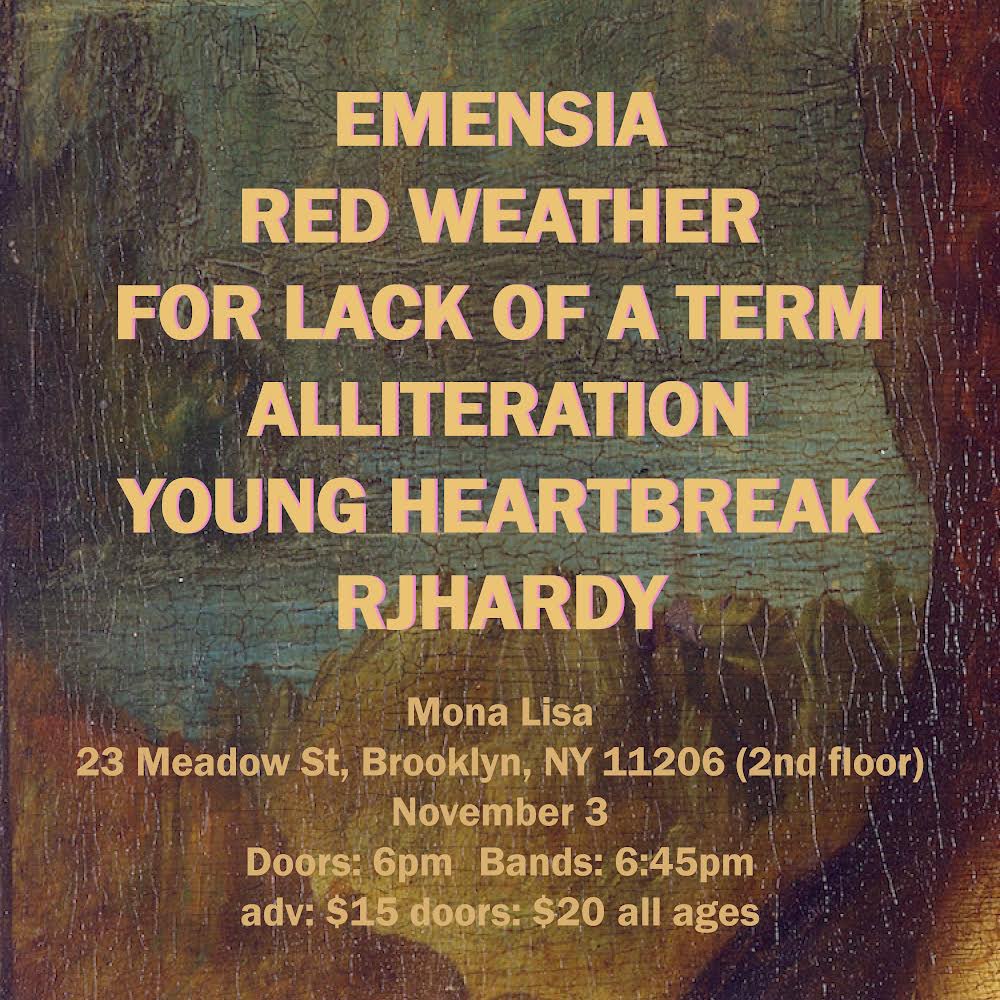 EMENSIA
RED WEATHER
FOR LACK OF A TERM
ALLITERATION
YOUNG HEARTBREAK
RJHARDY
Mona Lisa
23 Meadow St, Brooklyn, NY 11206 (2nd floor)
November 3
Doors: 6pm Bands: 6:45pm
adv: $15 doors: $20 all ages